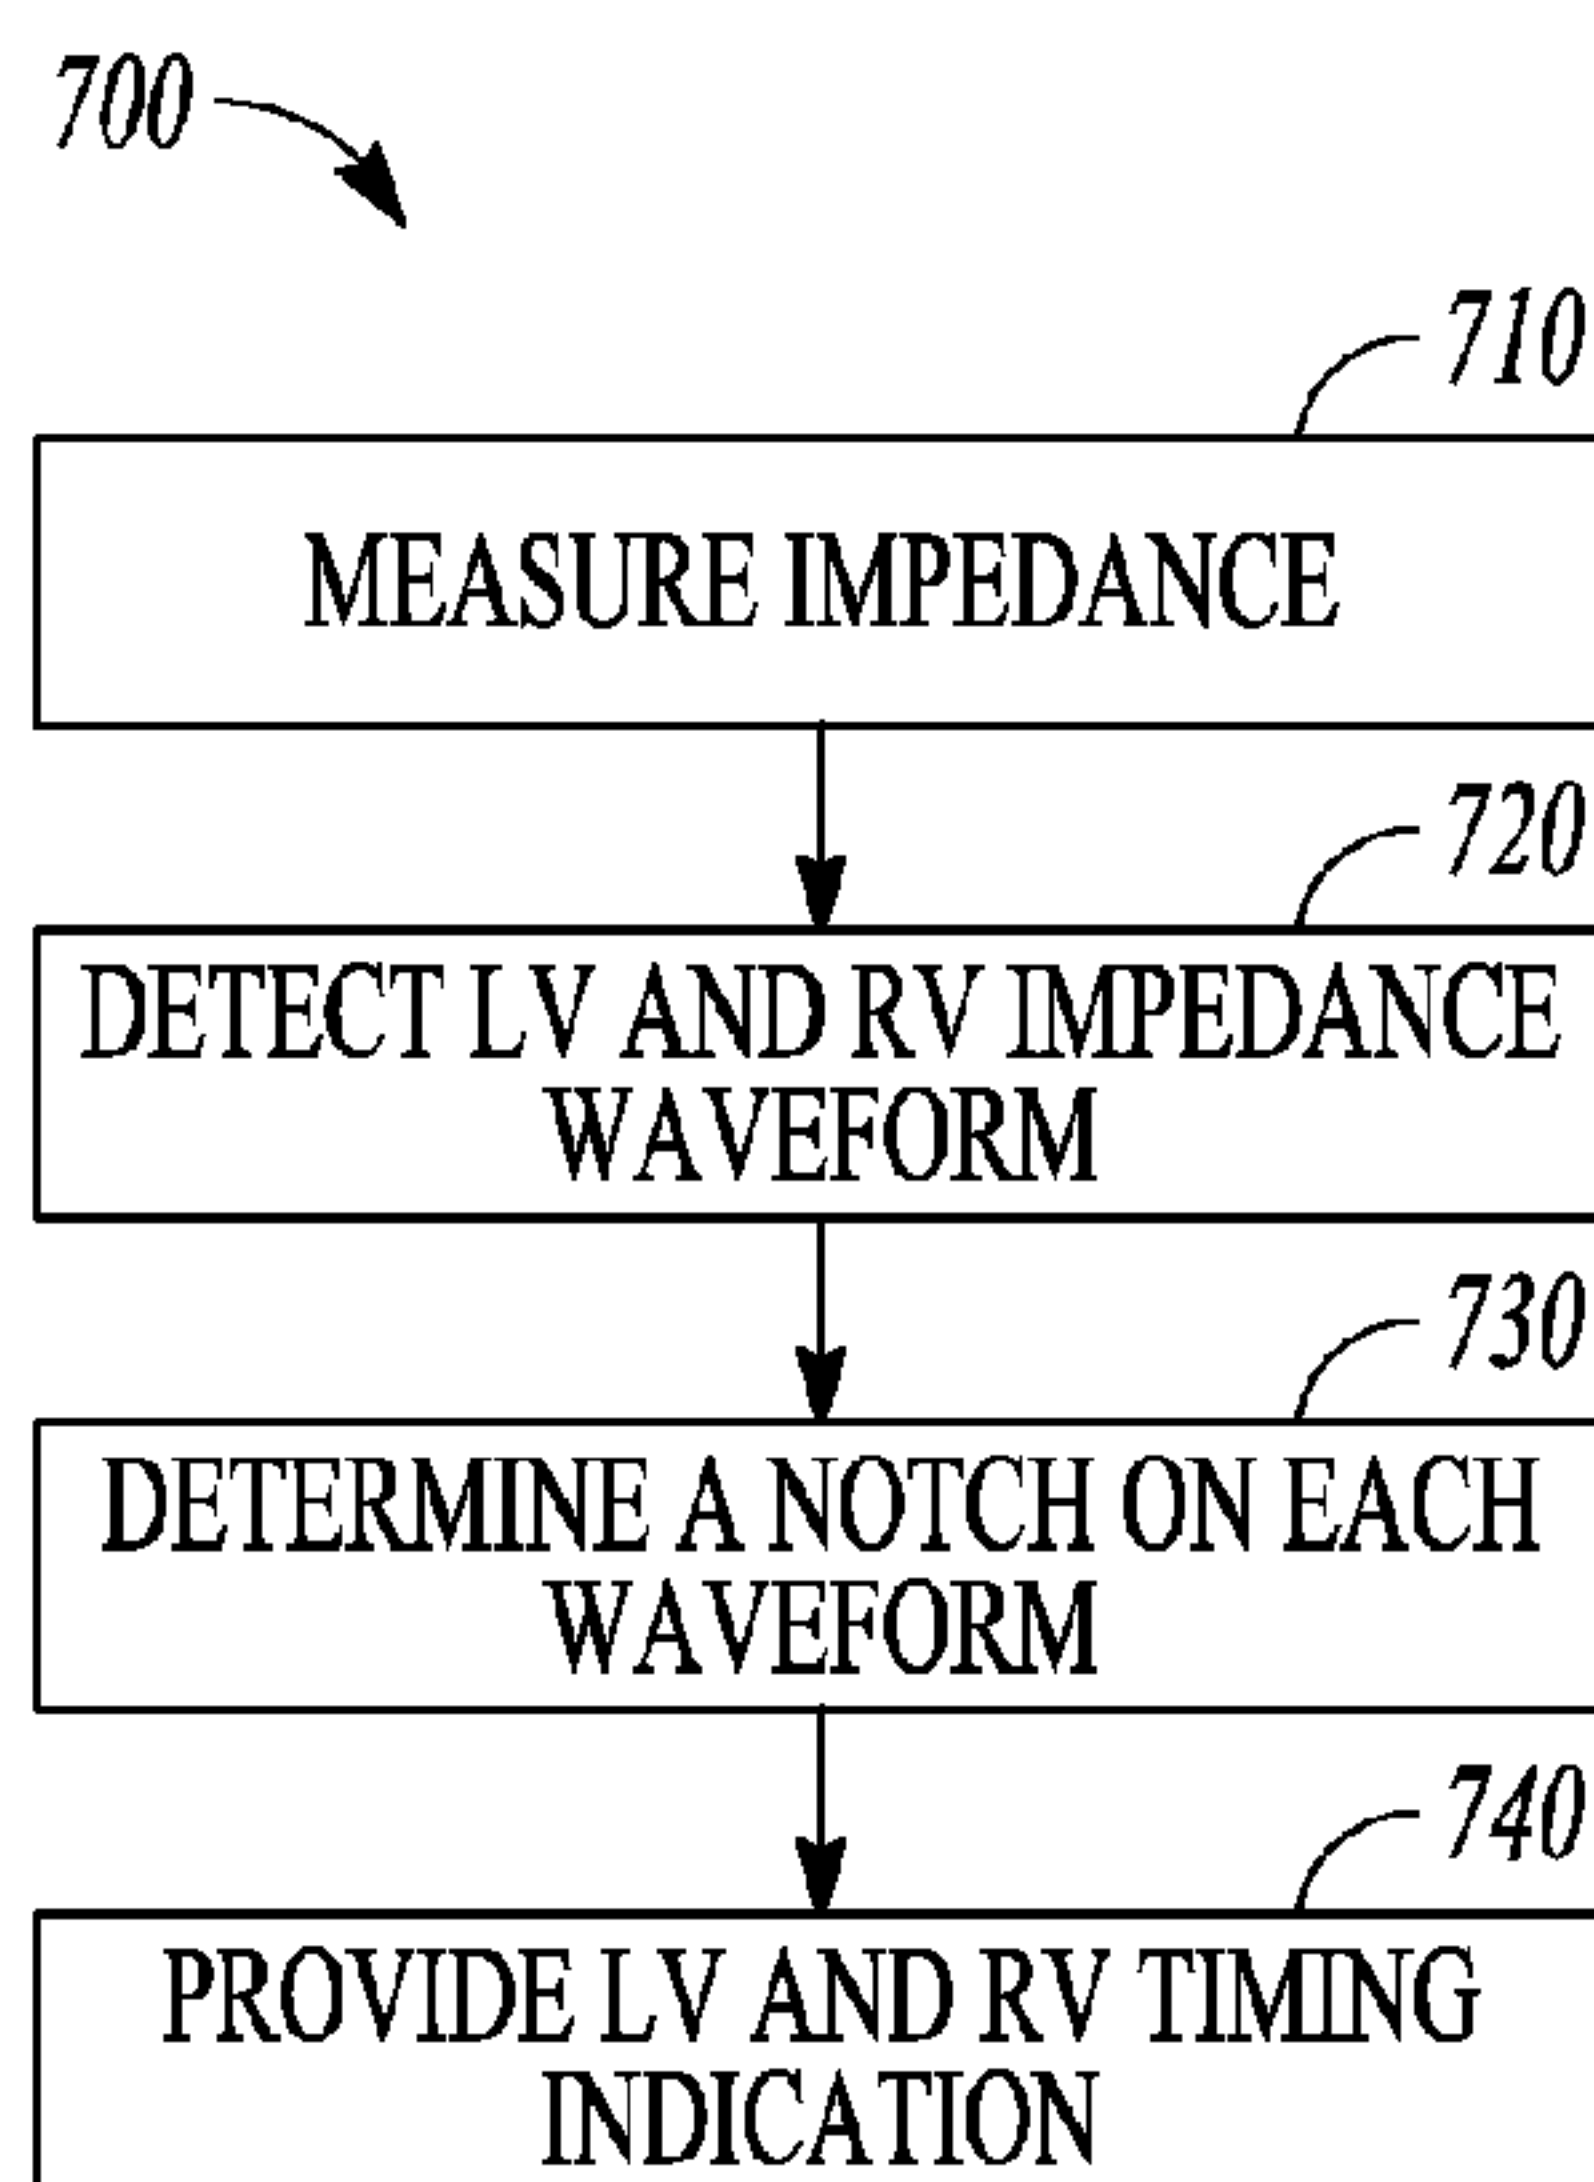 700
710
MEASURE IMPEDANCE
720
DETECT LV AND RV IMPEDANCE
WAVEFORM
730
DETERMINE A NOTCH ON EACH
WAVEFORM
740
PROVIDE LV AND RV TIMING
INDICATION